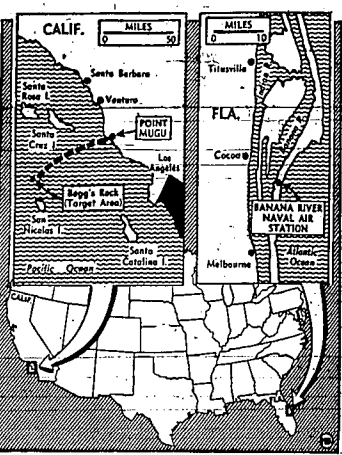 CALIF.
MILES
0 50
Santa Barbara
Santa
Rosa I.
Ventura
Santa
Cruz I.
POINT
MUGU
Los
Angeles
Begg's Rock
(Target Area)
San
Nicolas I.
Santa
Catalina I.
Pacific Ocean
MILES
0 10
Titusville
FLA.
Cocoa
BANANA RIVER
NAVAL AIR
STATION
Melbourne
Atlantic
Ocean
CALIF.
FLA.